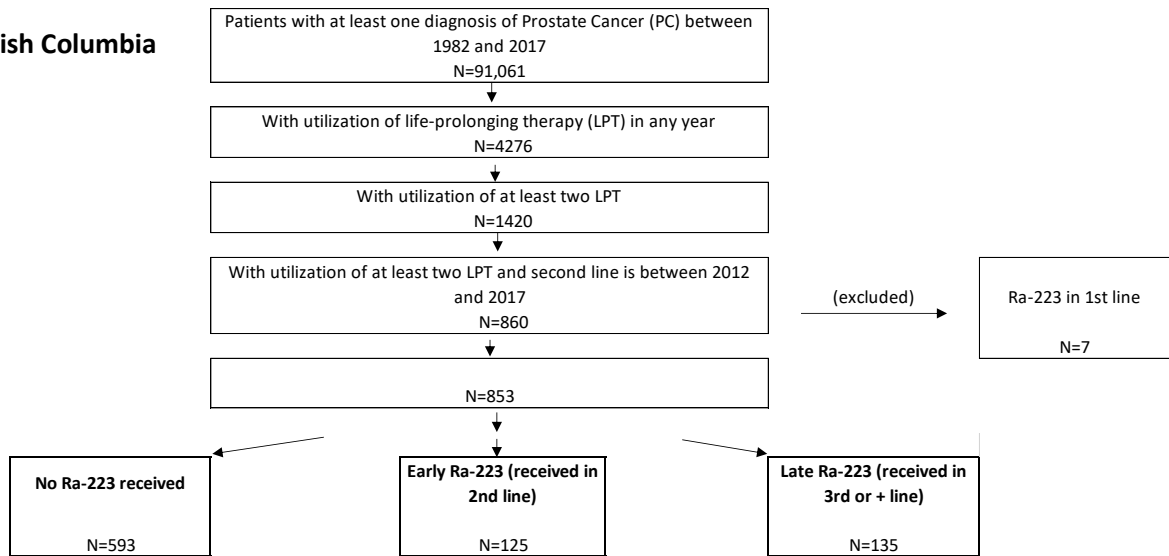 ish Columbia
Patients with at least one diagnosis of Prostate Cancer (PC) between
1982 and 2017
N=91,061
With utilization of life-prolonging therapy (LPT) in any year
N=4276
With utilization of at least two LPT
N=1420
With utilization of at least two LPT and second line is between 2012
and 2017
N=860
(excluded)
Ra-223 in 1st line
N=7
N=853
No Ra-223 received
N=593
Early Ra-223 (received in
2nd line)
N=125
Late Ra-223 (received in
3rd or + line)
N=135